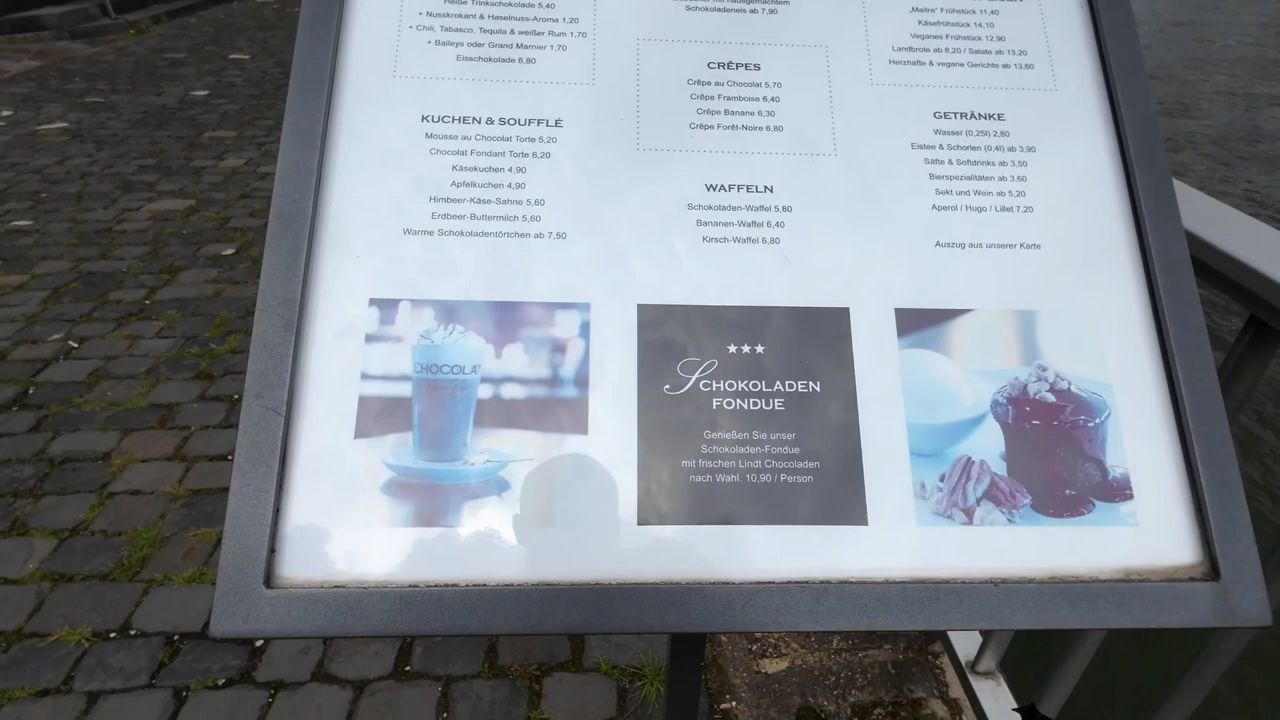 Heiße Trinkschokolade 5,40
+ Nusskrokant & Haselnuss-Aroma 1,20
+ Chili, Tabasco, Tequila & weißer Rum 1,70
+ Baileys oder Grand Marnier 1,70
Eisschokolade 6,80
KUCHEN & SOUFFLÉ
Mousse au Chocolat Torte 5,20
Chocolat Fondant Torte 6,20
Käsekuchen 4,90
Apfelkuchen 4,90
Himbeer-Käse-Sahne 5,60
Erdbeer-Buttermilch 5,60
Warme Schokoladentörtchen ab 7,50
mit hausgemachtem
Schokoladeneis ab 7,90
CRÊPES
Crêpe au Chocolat 5,70
Crêpe Framboise 6,40
Crêpe Banane 6,30
Crêpe Forêt-Noire 6,80
WAFFELN
Schokoladen-Waffel 5,80
Bananen-Waffel 6,40
Kirsch-Waffel 6,80
„Maitre" Frühstück 11,40
Käsefrühstück 14,10
Veganes Frühstück 12,90
Landbrote ab 8,20 / Salate ab 13,20
Herzhafte & vegane Gerichte ab 13,60
GETRÄNKE
Wasser (0,25l) 2,80
Eistee & Schorlen (0,4l) ab 3,90
Säfte & Softdrinks ab 3,50
Bierspezialitäten ab 3,60
Sekt und Wein ab 5,20
Aperol / Hugo / Lillet 7,20
Auszug aus unserer Karte
CHOCOLAT
SCHOKOLADEN
FONDUE
Genießen Sie unser
Schokoladen-Fondue
mit frischen Lindt Chocoladen
nach Wahl. 10,90 / Person